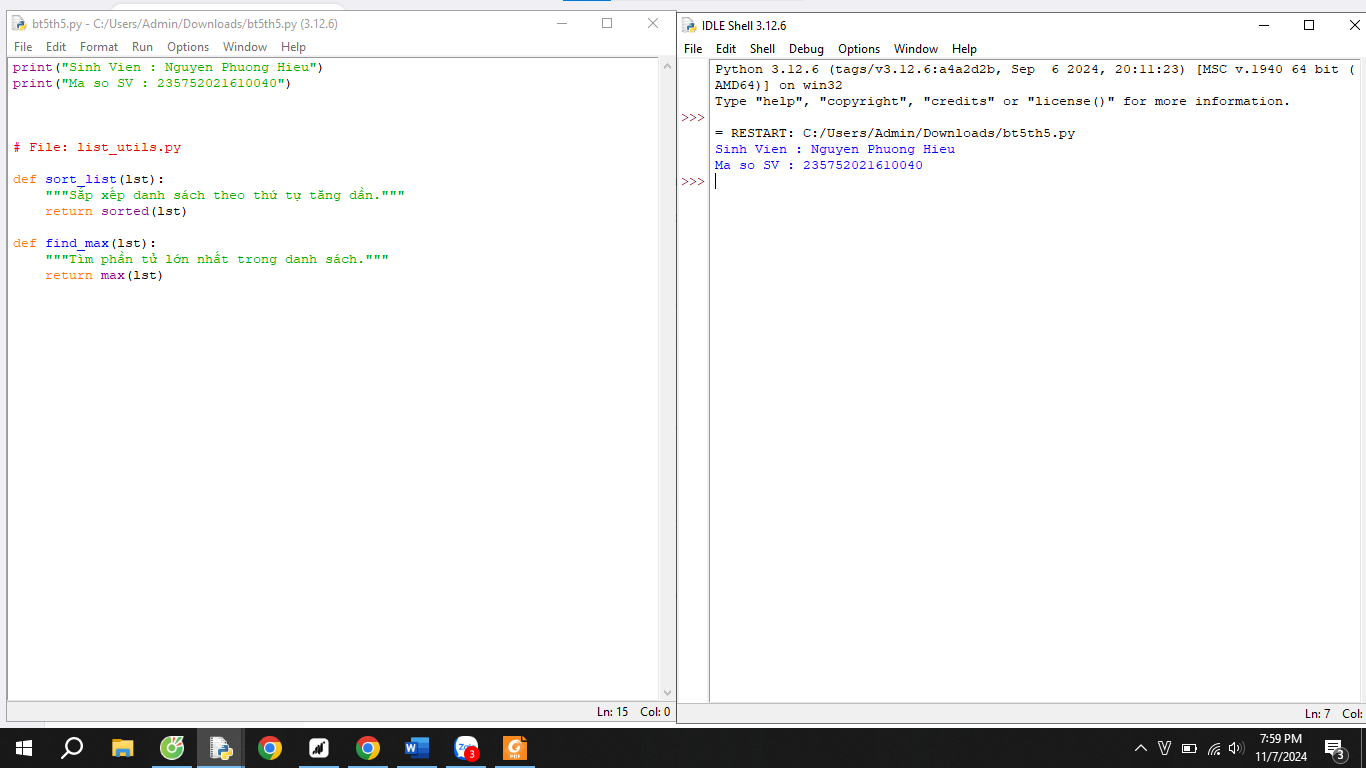 bt5th5.py - C:/Users/Admin/Downloads/bt5th5.py (3.12.6)
File Edit Format Run Options Window Help
print("Sinh Vien : Nguyen Phuong Hieu")
print("Ma so SV : 235752021610040")
# File: list_utils.py
def sort_list(lst):
"""Sắp xếp danh sách theo thứ tự tăng dần."""
return sorted(lst)
def find_max(lst):
"""Tìm phần tử lớn nhất trong danh sách."""
return max(lst)
Ln: 15 Col: 0
IDLE Shell 3.12.6
File Edit Shell Debug Options Window Help
Python 3.12.6 (tags/v3.12.6:a4a2d2b, Sep  6 2024, 20:11:23) [MSC v.1940 64 bit (
AMD64)] on win32
Type "help", "copyright", "credits" or "license()" for more information.
>>>
= RESTART: C:/Users/Admin/Downloads/bt5th5.py
Sinh Vien : Nguyen Phuong Hieu
Ma so SV : 235752021610040
>>>
Ln: 7 Col:
7:59 PM
11/7/2024
3
3